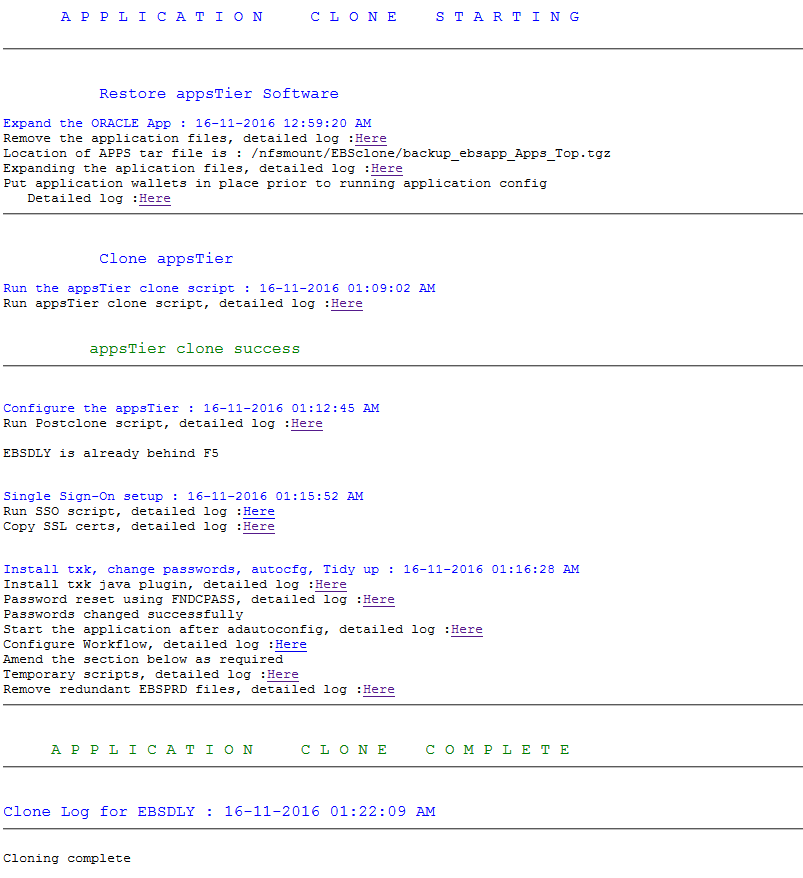 A P P L I C A T I O N   C L O N E   S T A R T I N G
Restore appsTier Software
Expand the ORACLE App : 16-11-2016 12:59:20 AM
Remove the application files, detailed log :Here
Location of APPS tar file is : /nfsmount/EBSclone/backup_ebsapp_Apps_Top.tgz
Expanding the aplication files, detailed log :Here
Put application wallets in place prior to running application config
Detailed log :Here
Clone appsTier
Run the appsTier clone script : 16-11-2016 01:09:02 AM
Run appsTier clone script, detailed log :Here
appsTier clone success
Configure the appsTier : 16-11-2016 01:12:45 AM
Run Postclone script, detailed log :Here
EBSDLY is already behind F5
Single Sign-On setup : 16-11-2016 01:15:52 AM
Run SSO script, detailed log :Here
Copy SSL certs, detailed log :Here
Install txk, change passwords, autocfg, Tidy up : 16-11-2016 01:16:28 AM
Install txk java plugin, detailed log :Here
Password reset using FNDCPASS, detailed log :Here
Passwords changed successfully
Start the application after adautoconfig, detailed log :Here
Configure Workflow, detailed log :Here
Amend the section below as required
Temporary scripts, detailed log :Here
Remove redundant EBSPRD files, detailed log :Here
A P P L I C A T I O N   C L O N E   C O M P L E T E
Clone Log for EBSDLY : 16-11-2016 01:22:09 AM
Cloning complete